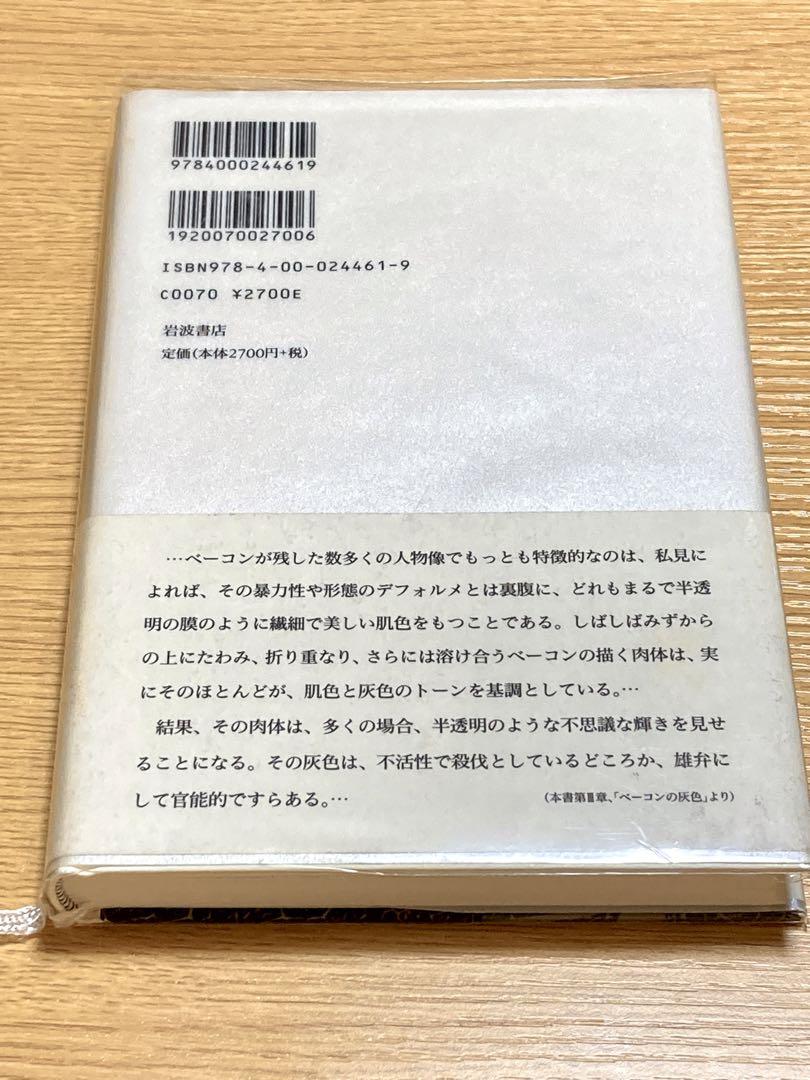 9784000244619
1920070027006
ISBN978-4-00-024461-9
C0070 ¥2700E
岩波書店
定価(本体2700円+税)
…ベーコンが残した数多くの人物像でもっとも特徴的なのは、私見に
よれば、その暴力性や形態のデフォルメとは裏腹に、どれもまるで半透
明の膜のように繊細で美しい肌色をもつことである。しばしばみずから
の上にたわみ、折り重なり、さらには溶け合うベーコンの描く肉体は、実
にそのほとんどが、肌色と灰色のトーンを基調としている。…
結果、その肉体は、多くの場合、半透明のような不思議な輝きを見せ
ることになる。その灰色は、不活性で殺伐としているどころか、雄弁に
して官能的ですらある。…
(本書第Ⅲ章、「ベーコンの灰色」より)